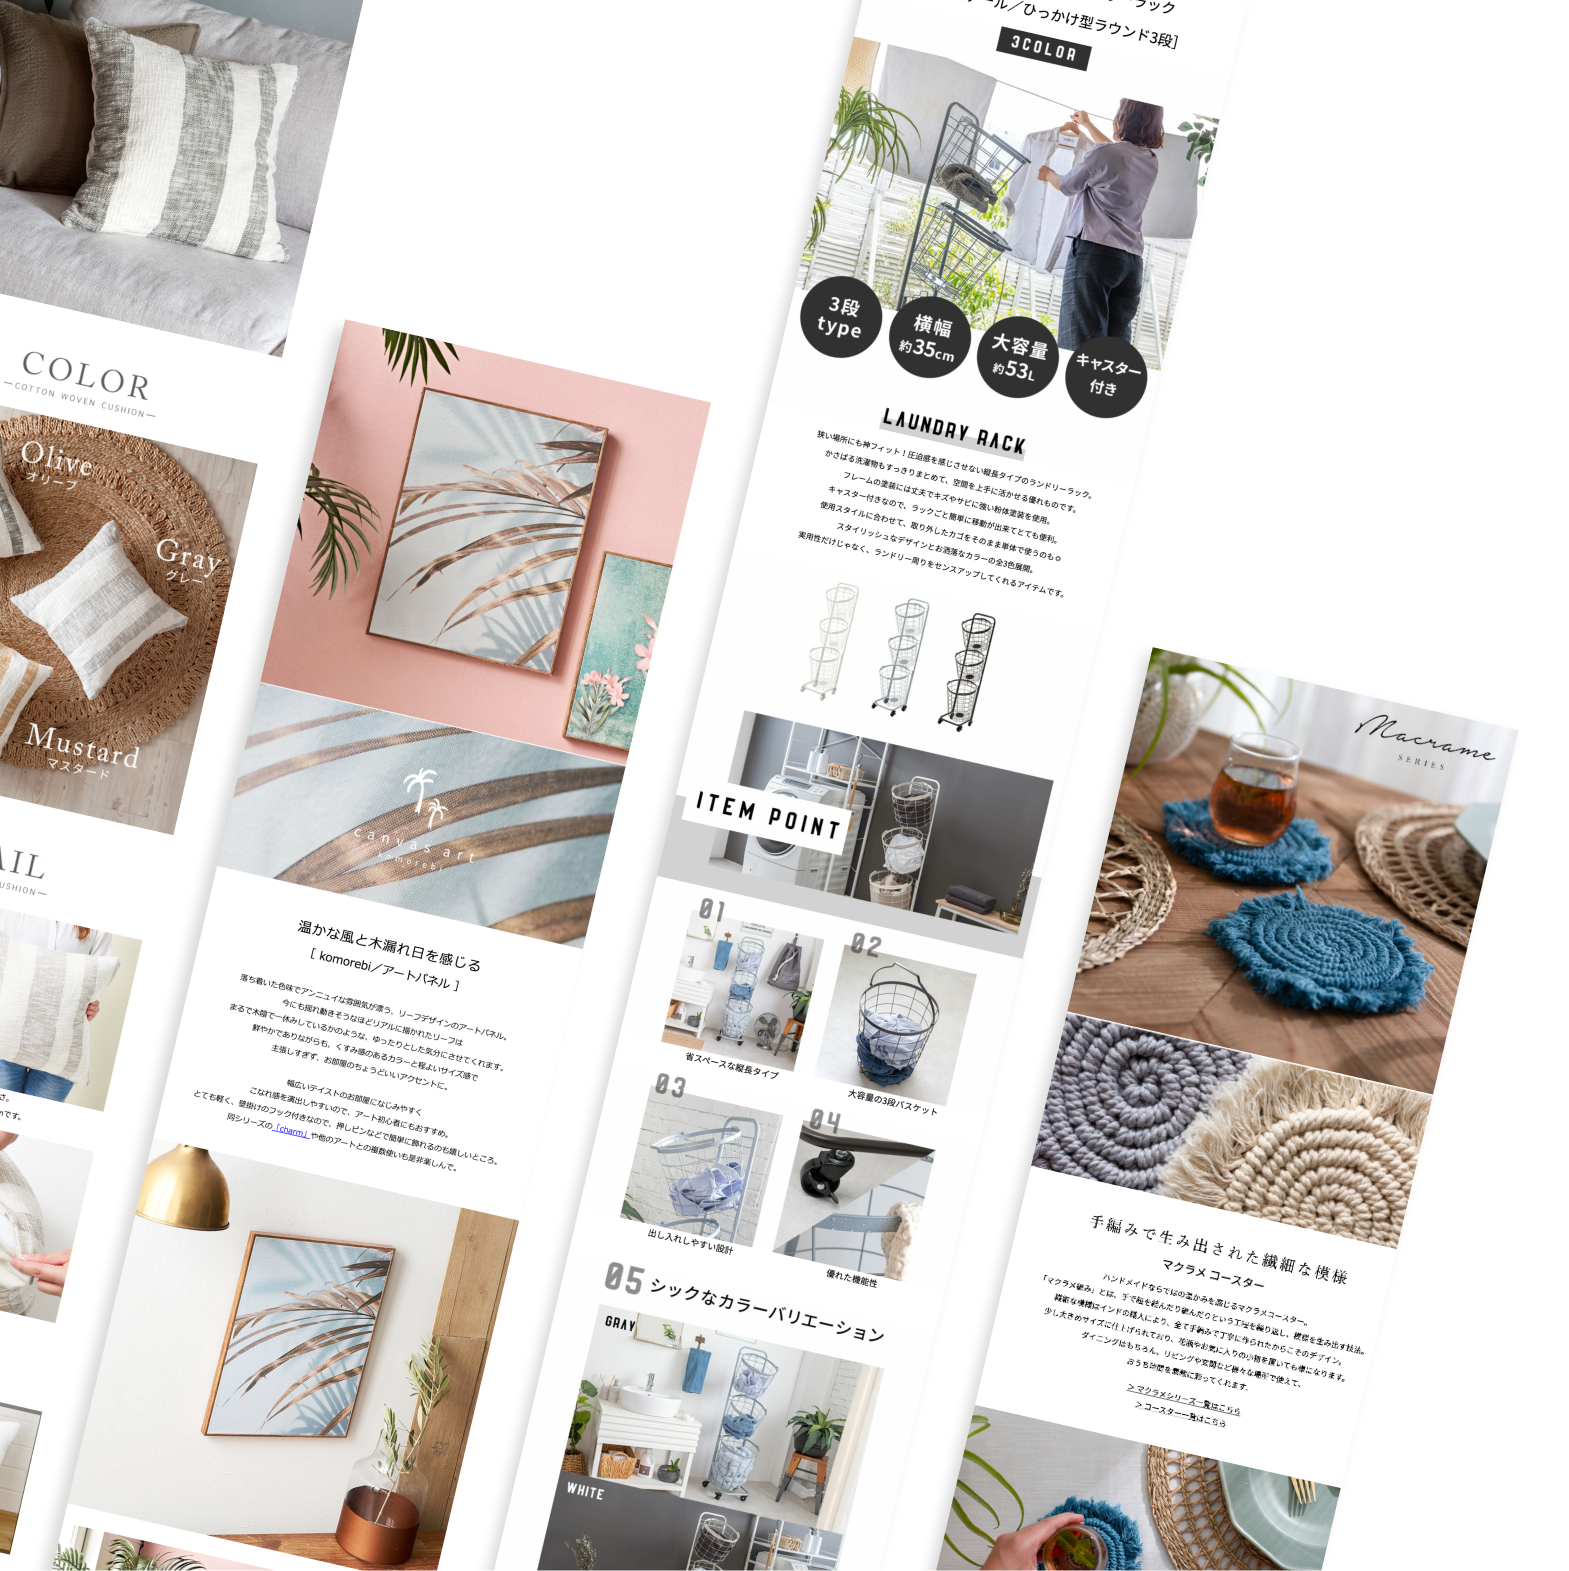 COLOR
COTTON WOVEN CUSHION
Olive
オリーブ
Gray
グレー
Mustard
マスタード
canvas art
komorebi
温かな風と木漏れ日を感じる
[ komorebi／アートパネル ]
落ち着いた色味でアンニュイな雰囲気が漂う、リーフデザインのアートパネル。
今にも揺れ動きそうなほどリアルに描かれたリーフは
まるで木陰で一休みしているかのような、ゆったりとした気分にさせてくれます。
鮮やかでありながらも、くすみ感のあるカラーと程よいサイズ感で
主張しすぎず、お部屋のちょうどいいアクセントに。
幅広いテイストのお部屋になじみやすく
こなれ感を演出しやすいので、アート初心者にもおすすめ。
とても軽く、壁掛けのフック付きなので、押しピンなどで簡単に飾れるのも嬉しいところ。
同シリーズの「charm」や他のアートとの複数使いも是非楽しんで。
ラック
ル／ひっかけ型ラウンド3段]
3COLOR
3段
type
横幅
約35cm
大容量
約53L
キャスター
付き
LAUNDRY RACK
狭い場所にも神フィット！圧迫感を感じさせない縦長タイプのランドリーラック。
かさばる洗濯物もすっきりまとめて、空間を上手に活かせる優れものです。
フレームの塗装には丈夫でキズやサビに強い粉体塗装を使用。
キャスター付きなので、ラックごと簡単に移動が出来てとても便利。
使用スタイルに合わせて、取り外したカゴをそのまま単体で使うのも◎
スタイリッシュなデザインとお洒落なカラーの全3色展開。
実用性だけじゃなく、ランドリー周りをセンスアップしてくれるアイテムです。
ITEM POINT
01
省スペースな縦長タイプ
02
大容量の3段バスケット
03
出し入れしやすい設計
04
優れた機能性
05 シックなカラーバリエーション
GRAY
WHITE
Macrame
SERIES
手編みで生み出された繊細な模様
マクラメ コースター
ハンドメイドならではの温かみを感じるマクラメコースター。
「マクラメ編み」とは、手で紐を結んだり編んだりという工程を繰り返し、模様を生み出す技法。
繊細な模様はインドの職人により、全て手編みで丁寧に作られたからこそのデザイン。
少し大きめサイズに仕上げられており、花瓶やお気に入りの小物を置いても様になります。
ダイニングはもちろん、リビングや玄関など様々な場所で使えて、
おうち時間を素敵に彩ってくれます。
＞マクラメシリーズ一覧はこちら
＞コースター一覧はこちら